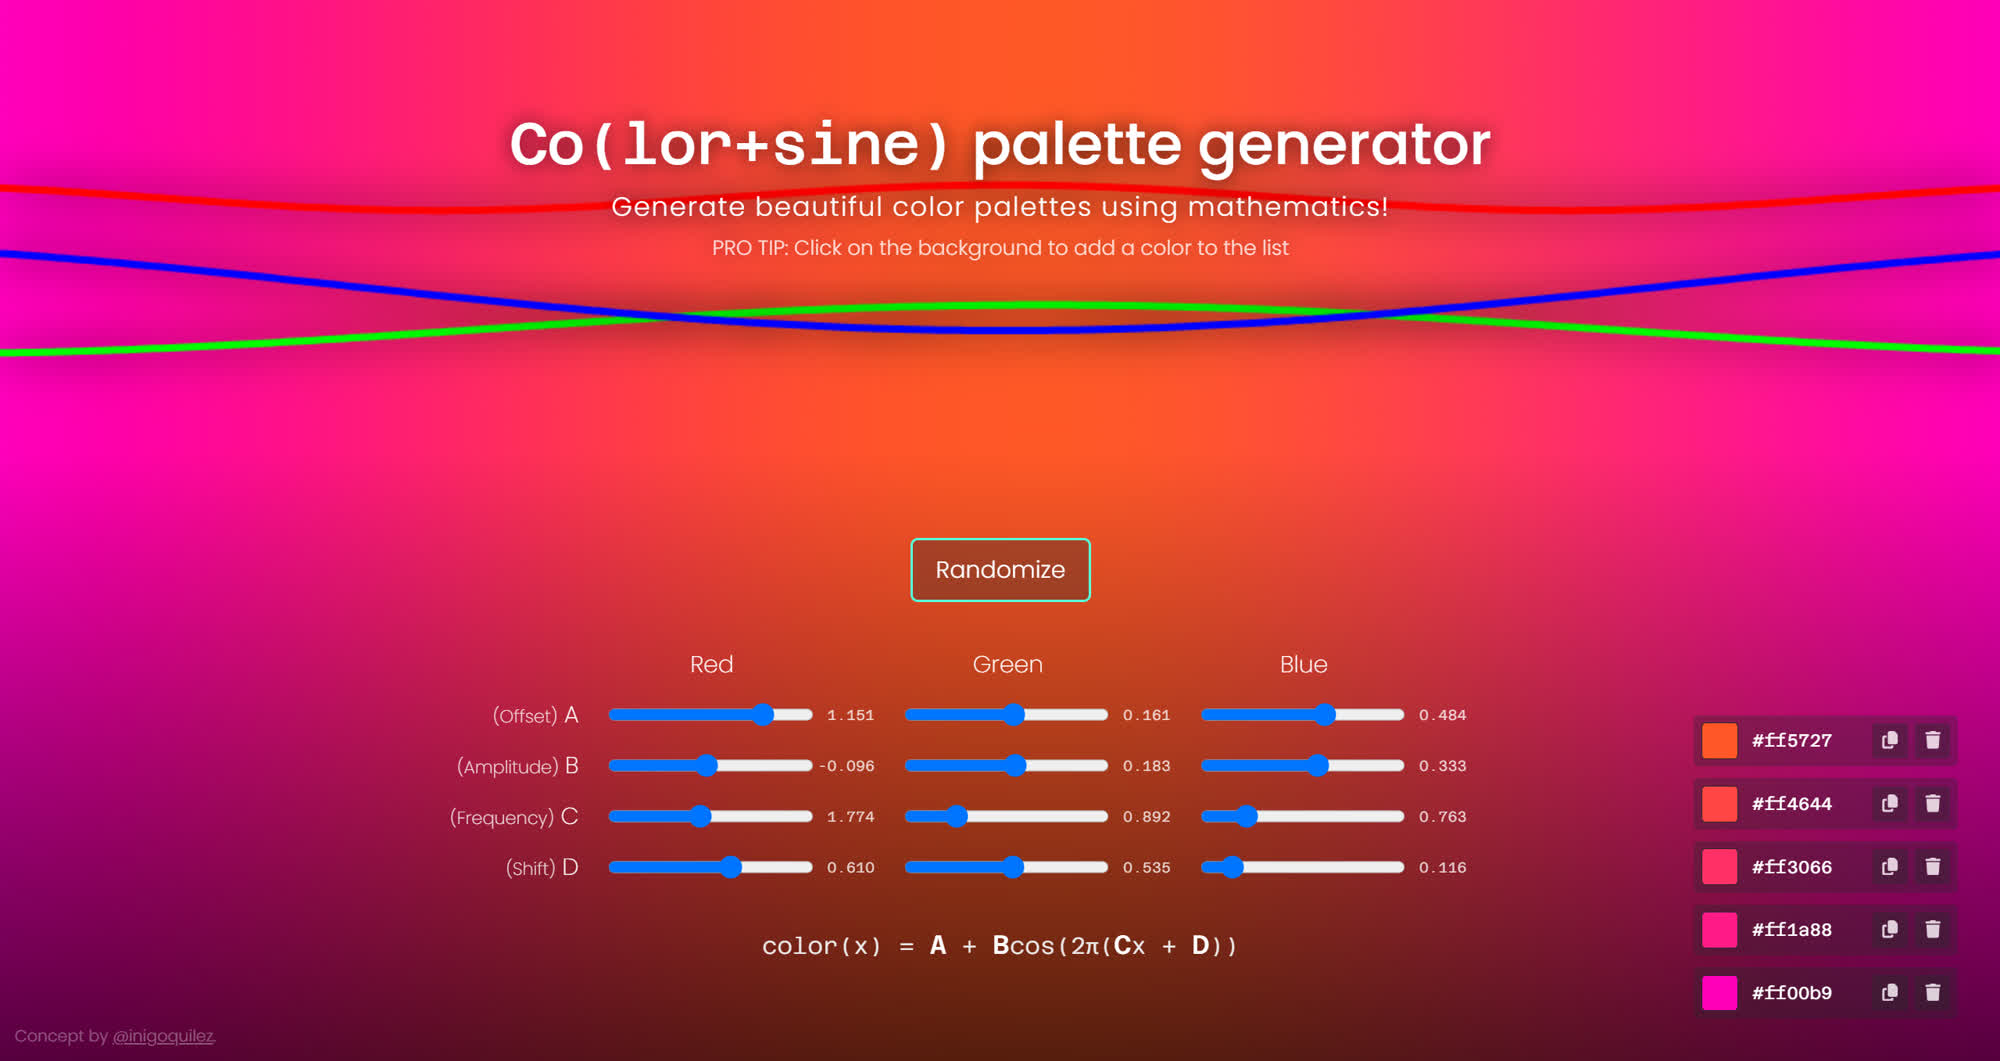 Co(lor+sine) palette generator
Generate beautiful color palettes using mathematics!
PRO TIP: Click on the background to add a color to the list
Randomize
Red Green Blue
(Offset) A 1.151 0.161 0.484
(Amplitude) B -0.096 0.183 0.333
(Frequency) C 1.774 0.892 0.763
(Shift) D 0.610 0.535 0.116
color(x) = A + Bcos(2π(Cx + D))
#ff5727
#ff4644
#ff3066
#ff1a88
#ff00b9
Concept by @inigoquilez.